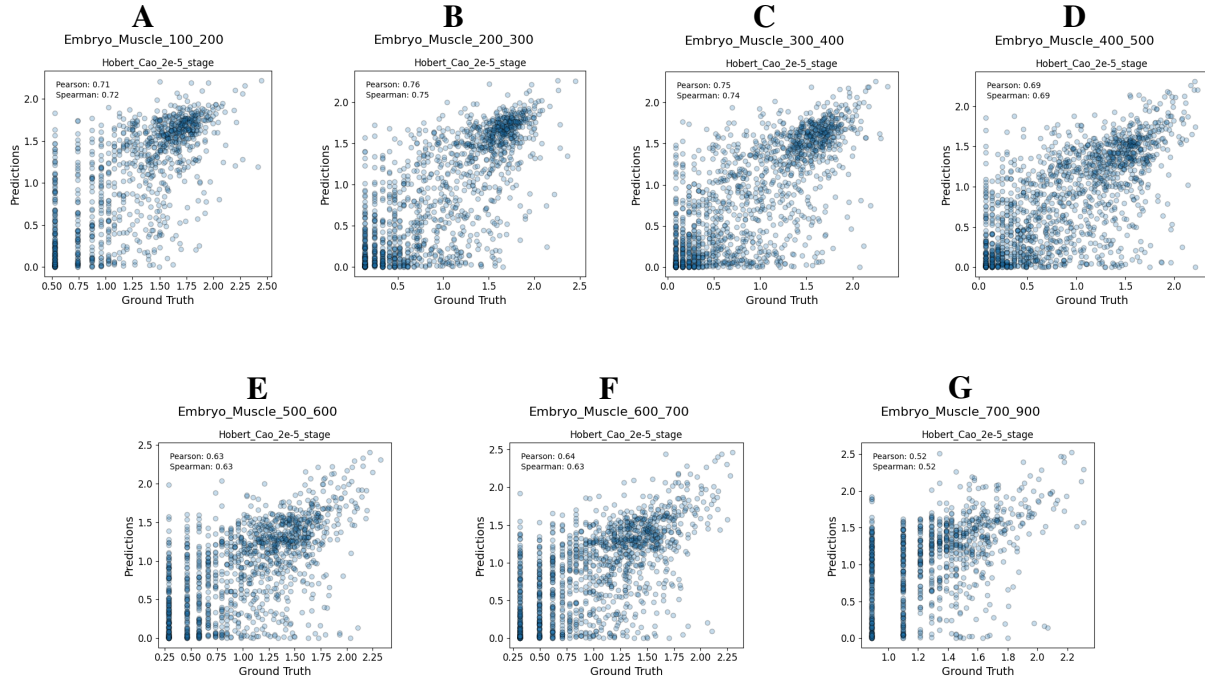 A
Embryo_Muscle_100_200
Hobert_Cao_2e-5_stage
Pearson: 0.71
Spearman: 0.72
Predictions
2.0
1.5
1.0
0.5
0.0
0.50 0.75 1.00 1.25 1.50 1.75 2.00 2.25 2.50
Ground Truth
B
Embryo_Muscle_200_300
Hobert_Cao_2e-5_stage
Pearson: 0.76
Spearman: 0.75
Predictions
2.0
1.5
1.0
0.5
0.0
0.5 1.0 1.5 2.0 2.5
Ground Truth
C
Embryo_Muscle_300_400
Hobert_Cao_2e-5_stage
Pearson: 0.75
Spearman: 0.74
Predictions
2.0
1.5
1.0
0.5
0.0
0.0 0.5 1.0 1.5 2.0
Ground Truth
D
Embryo_Muscle_400_500
Hobert_Cao_2e-5_stage
Pearson: 0.69
Spearman: 0.69
Predictions
2.0
1.5
1.0
0.5
0.0
0.0 0.5 1.0 1.5 2.0
Ground Truth
E
Embryo_Muscle_500_600
Hobert_Cao_2e-5_stage
Pearson: 0.63
Spearman: 0.63
Predictions
2.5
2.0
1.5
1.0
0.5
0.0
0.25 0.50 0.75 1.00 1.25 1.50 1.75 2.00 2.25
Ground Truth
F
Embryo_Muscle_600_700
Hobert_Cao_2e-5_stage
Pearson: 0.64
Spearman: 0.63
Predictions
2.5
2.0
1.5
1.0
0.5
0.0
0.25 0.50 0.75 1.00 1.25 1.50 1.75 2.00 2.25
Ground Truth
G
Embryo_Muscle_700_900
Hobert_Cao_2e-5_stage
Pearson: 0.52
Spearman: 0.52
Predictions
2.5
2.0
1.5
1.0
0.5
0.0
1.0 1.2 1.4 1.6 1.8 2.0 2.2
Ground Truth